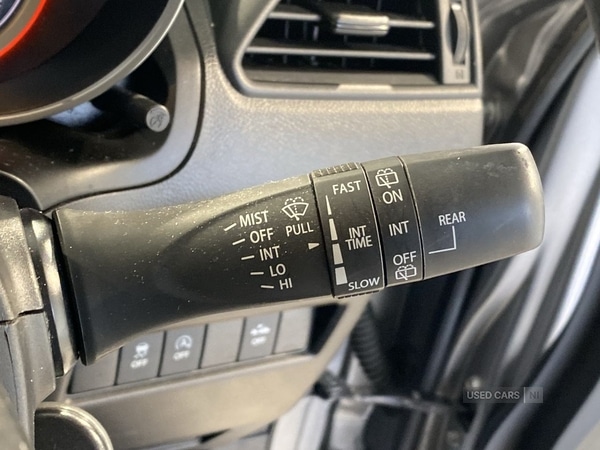 MIST
OFF
INT
LO
HI
PULL
FAST
INT
TIME
SLOW
ON
INT
OFF
REAR
OFF
OFF
OFF
USED CARS NI